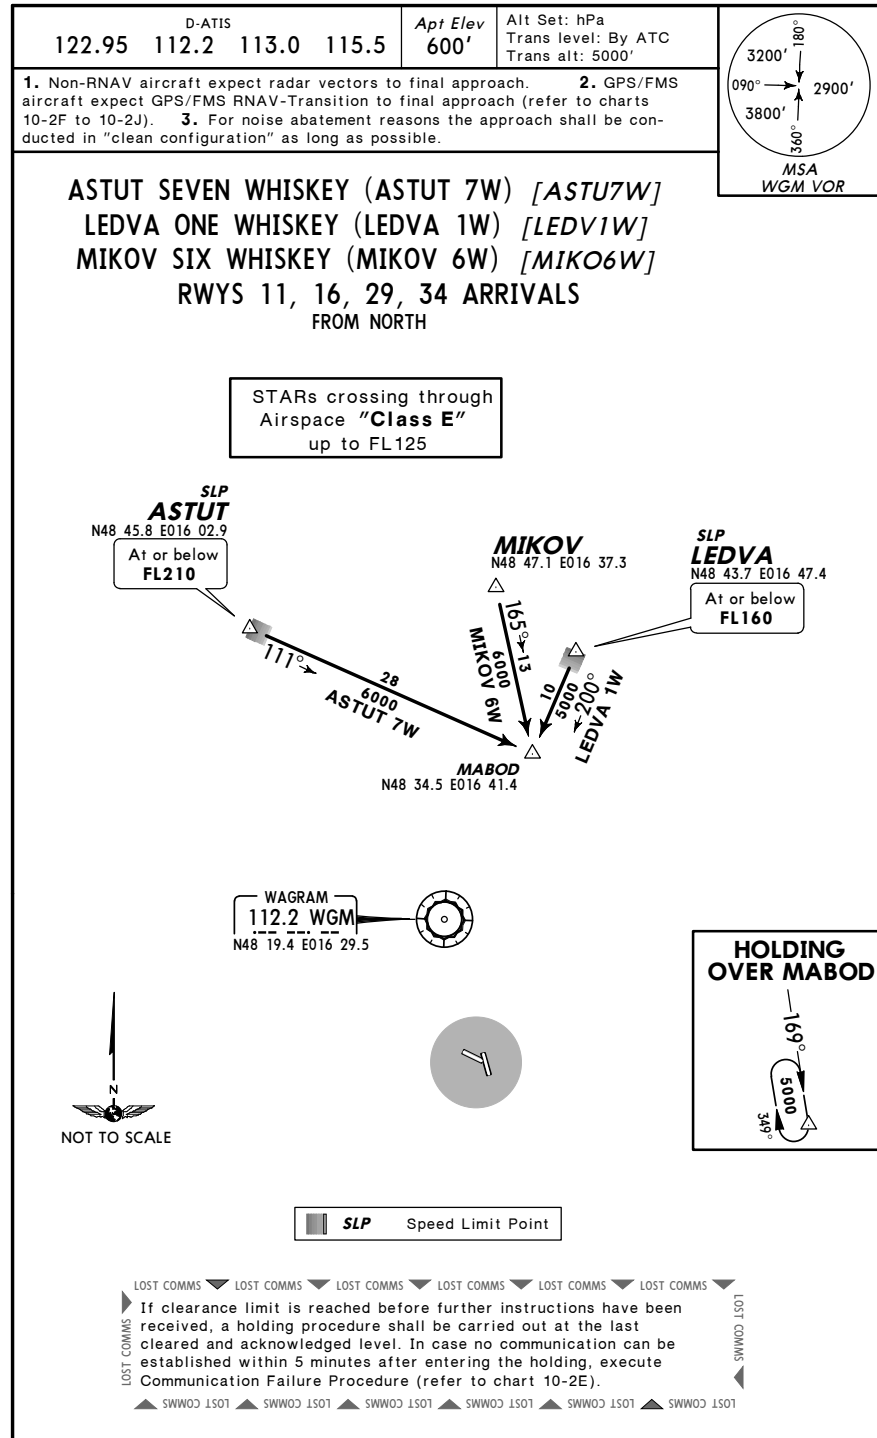 D-ATIS
122.95 112.2 113.0 115.5
Apt Elev
600'
Alt Set: hPa
Trans level: By ATC
Trans alt: 5000'
1. Non-RNAV aircraft expect radar vectors to final approach. 2. GPS/FMS
aircraft expect GPS/FMS RNAV-Transition to final approach (refer to charts
10-2F to 10-2J). 3. For noise abatement reasons the approach shall be con-
ducted in "clean configuration" as long as possible.
180°
3200'
090°
2900'
3800'
360°
MSA
WGM VOR
ASTUT SEVEN WHISKEY (ASTUT 7W) [ASTU7W]
LEDVA ONE WHISKEY (LEDVA 1W) [LEDV1W]
MIKOV SIX WHISKEY (MIKOV 6W) [MIKO6W]
RWYS 11, 16, 29, 34 ARRIVALS
FROM NORTH
STARs crossing through
Airspace "Class E"
up to FL125
SLP
ASTUT
N48 45.8 E016 02.9
At or below
FL210
MIKOV
N48 47.1 E016 37.3
SLP
LEDVA
N48 43.7 E016 47.4
At or below
FL160
111°
28
6000
ASTUT 7W
165°
13
6000
MIKOV 6W
10
5000
200°
LEDVA 1W
MABOD
N48 34.5 E016 41.4
WAGRAM
112.2 WGM
N48 19.4 E016 29.5
HOLDING
OVER MABOD
169°
5000
349°
N
NOT TO SCALE
SLP Speed Limit Point
LOST COMMS LOST COMMS LOST COMMS LOST COMMS LOST COMMS LOST COMMS
LOST COMMS
If clearance limit is reached before further instructions have been
received, a holding procedure shall be carried out at the last
cleared and acknowledged level. In case no communication can be
established within 5 minutes after entering the holding, execute
Communication Failure Procedure (refer to chart 10-2E).
LOST COMMS
LOST COMMS LOST COMMS LOST COMMS LOST COMMS LOST COMMS LOST COMMS